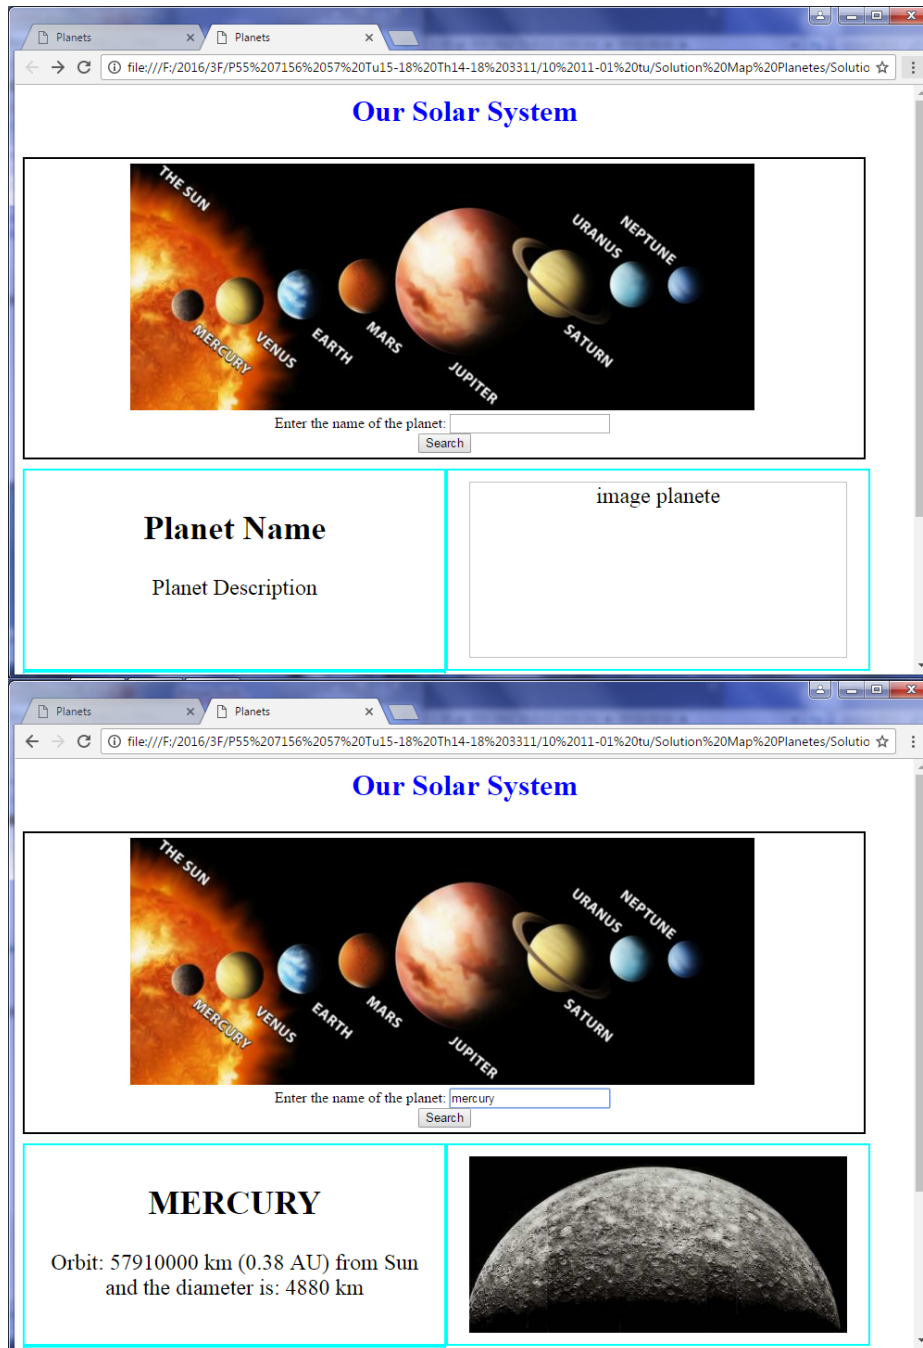 Planets
Planets
file:///F:/2016/3F/P55%207156%2057%20Tu15-18%20Th14-18%203311/10%2011-01%20tu/Solution%20Map%20Planetes/Solutio
Our Solar System
THE SUN
MERCURY
VENUS
EARTH
MARS
JUPITER
SATURN
URANUS
NEPTUNE
Enter the name of the planet:
Search
Planet Name
Planet Description
image planete
Planets
Planets
file:///F:/2016/3F/P55%207156%2057%20Tu15-18%20Th14-18%203311/10%2011-01%20tu/Solution%20Map%20Planetes/Solutio
Our Solar System
THE SUN
MERCURY
VENUS
EARTH
MARS
JUPITER
SATURN
URANUS
NEPTUNE
Enter the name of the planet: mercury
Search
MERCURY
Orbit: 57910000 km (0.38 AU) from Sun
and the diameter is: 4880 km